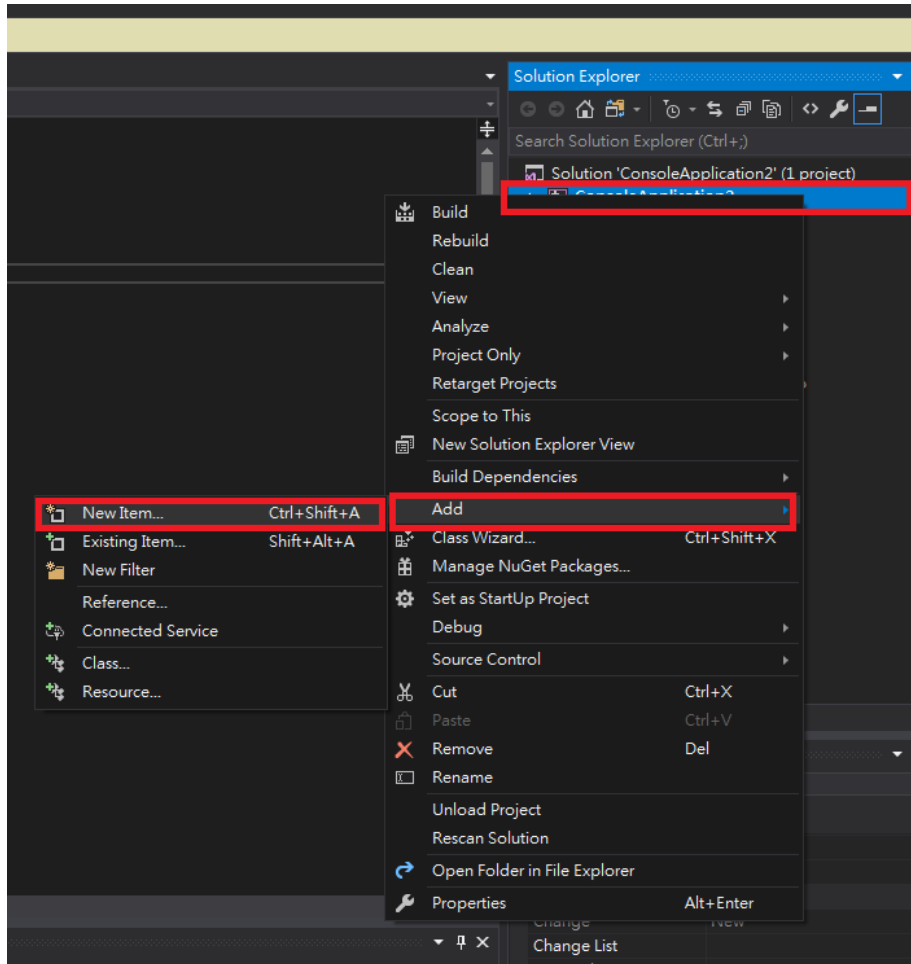 Solution Explorer
Search Solution Explorer (Ctrl+;)
Solution 'ConsoleApplication2' (1 project)
ConsoleApplication2
Build
Rebuild
Clean
View
Analyze
Project Only
Retarget Projects
Scope to This
New Solution Explorer View
Build Dependencies
Add
Class Wizard... Ctrl+Shift+X
Manage NuGet Packages...
Set as StartUp Project
Debug
Source Control
Cut Ctrl+X
Paste Ctrl+V
Remove Del
Rename
Unload Project
Rescan Solution
Open Folder in File Explorer
Properties Alt+Enter
New Item... Ctrl+Shift+A
Existing Item... Shift+Alt+A
New Filter
Reference...
Connected Service
Class...
Resource...
Change New
Change List